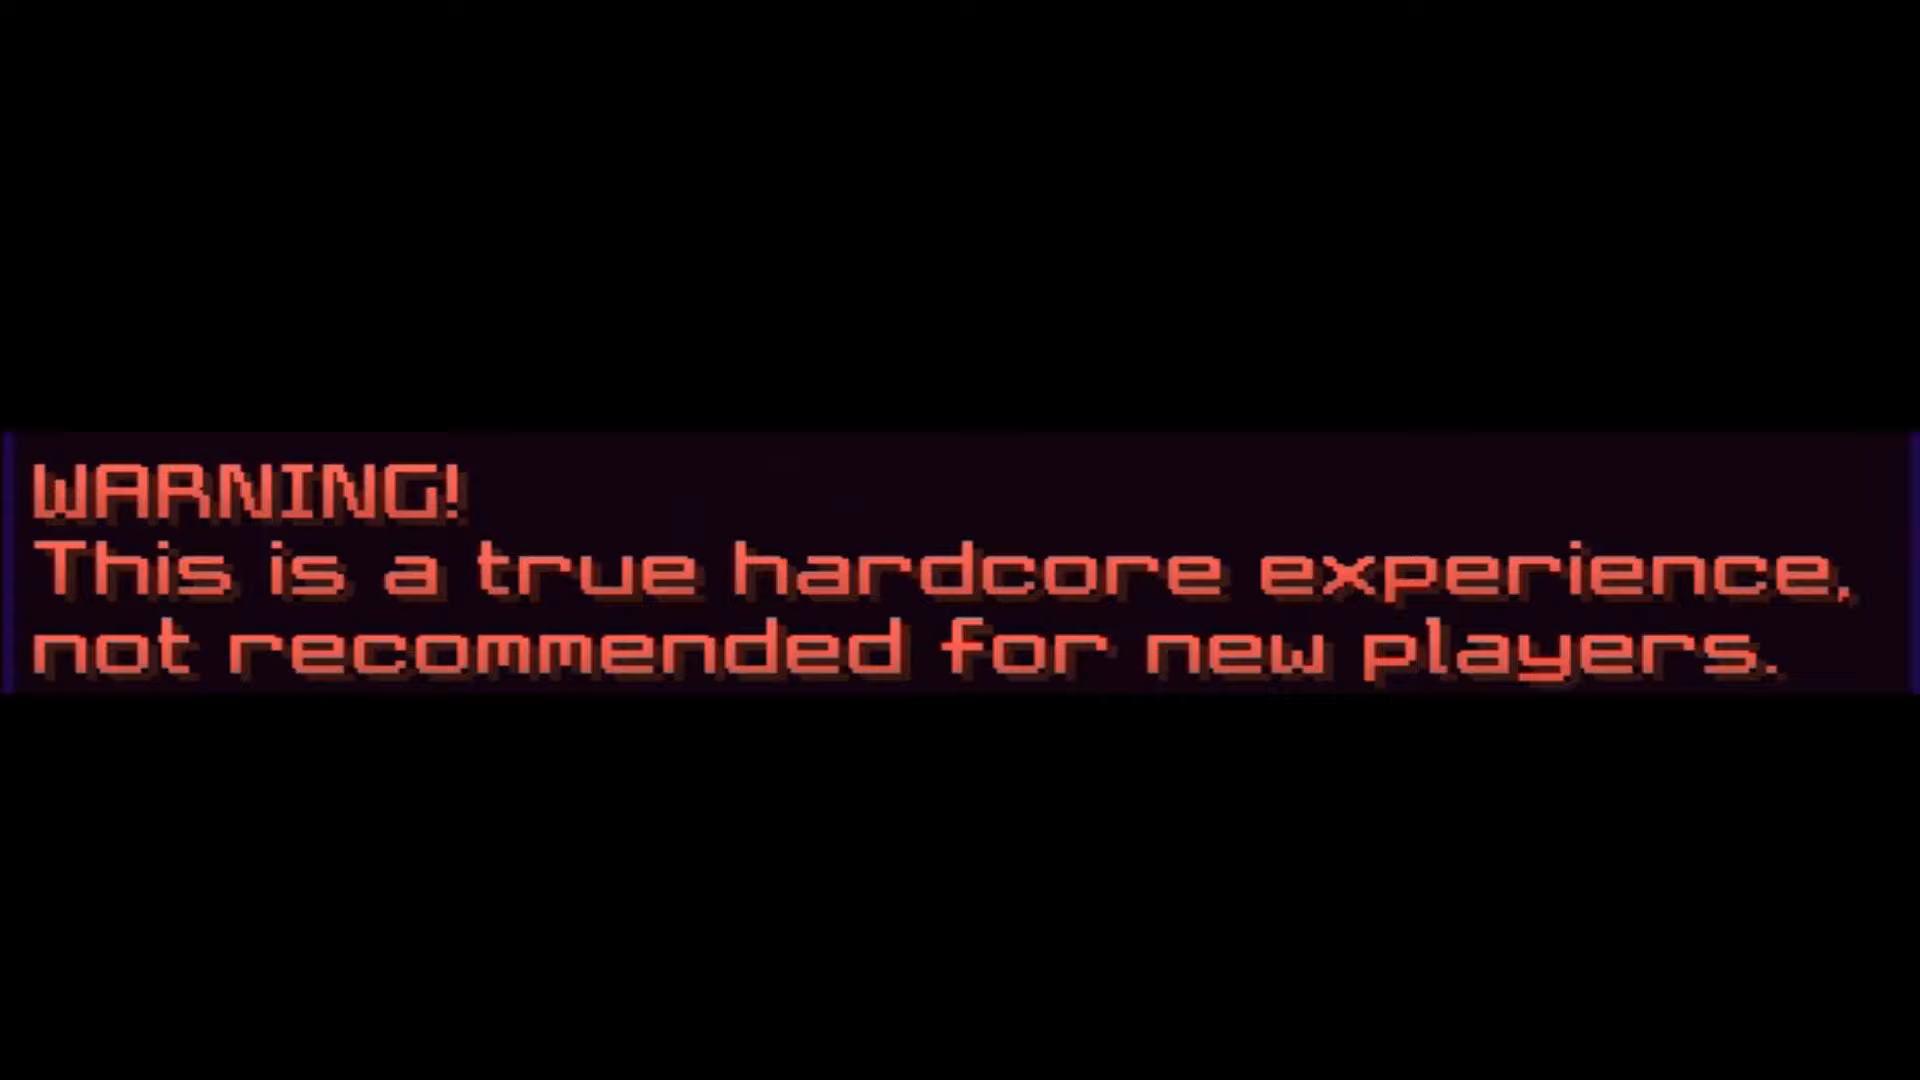 WARNING!
This is a true hardcore experience,
not recommended for new players.